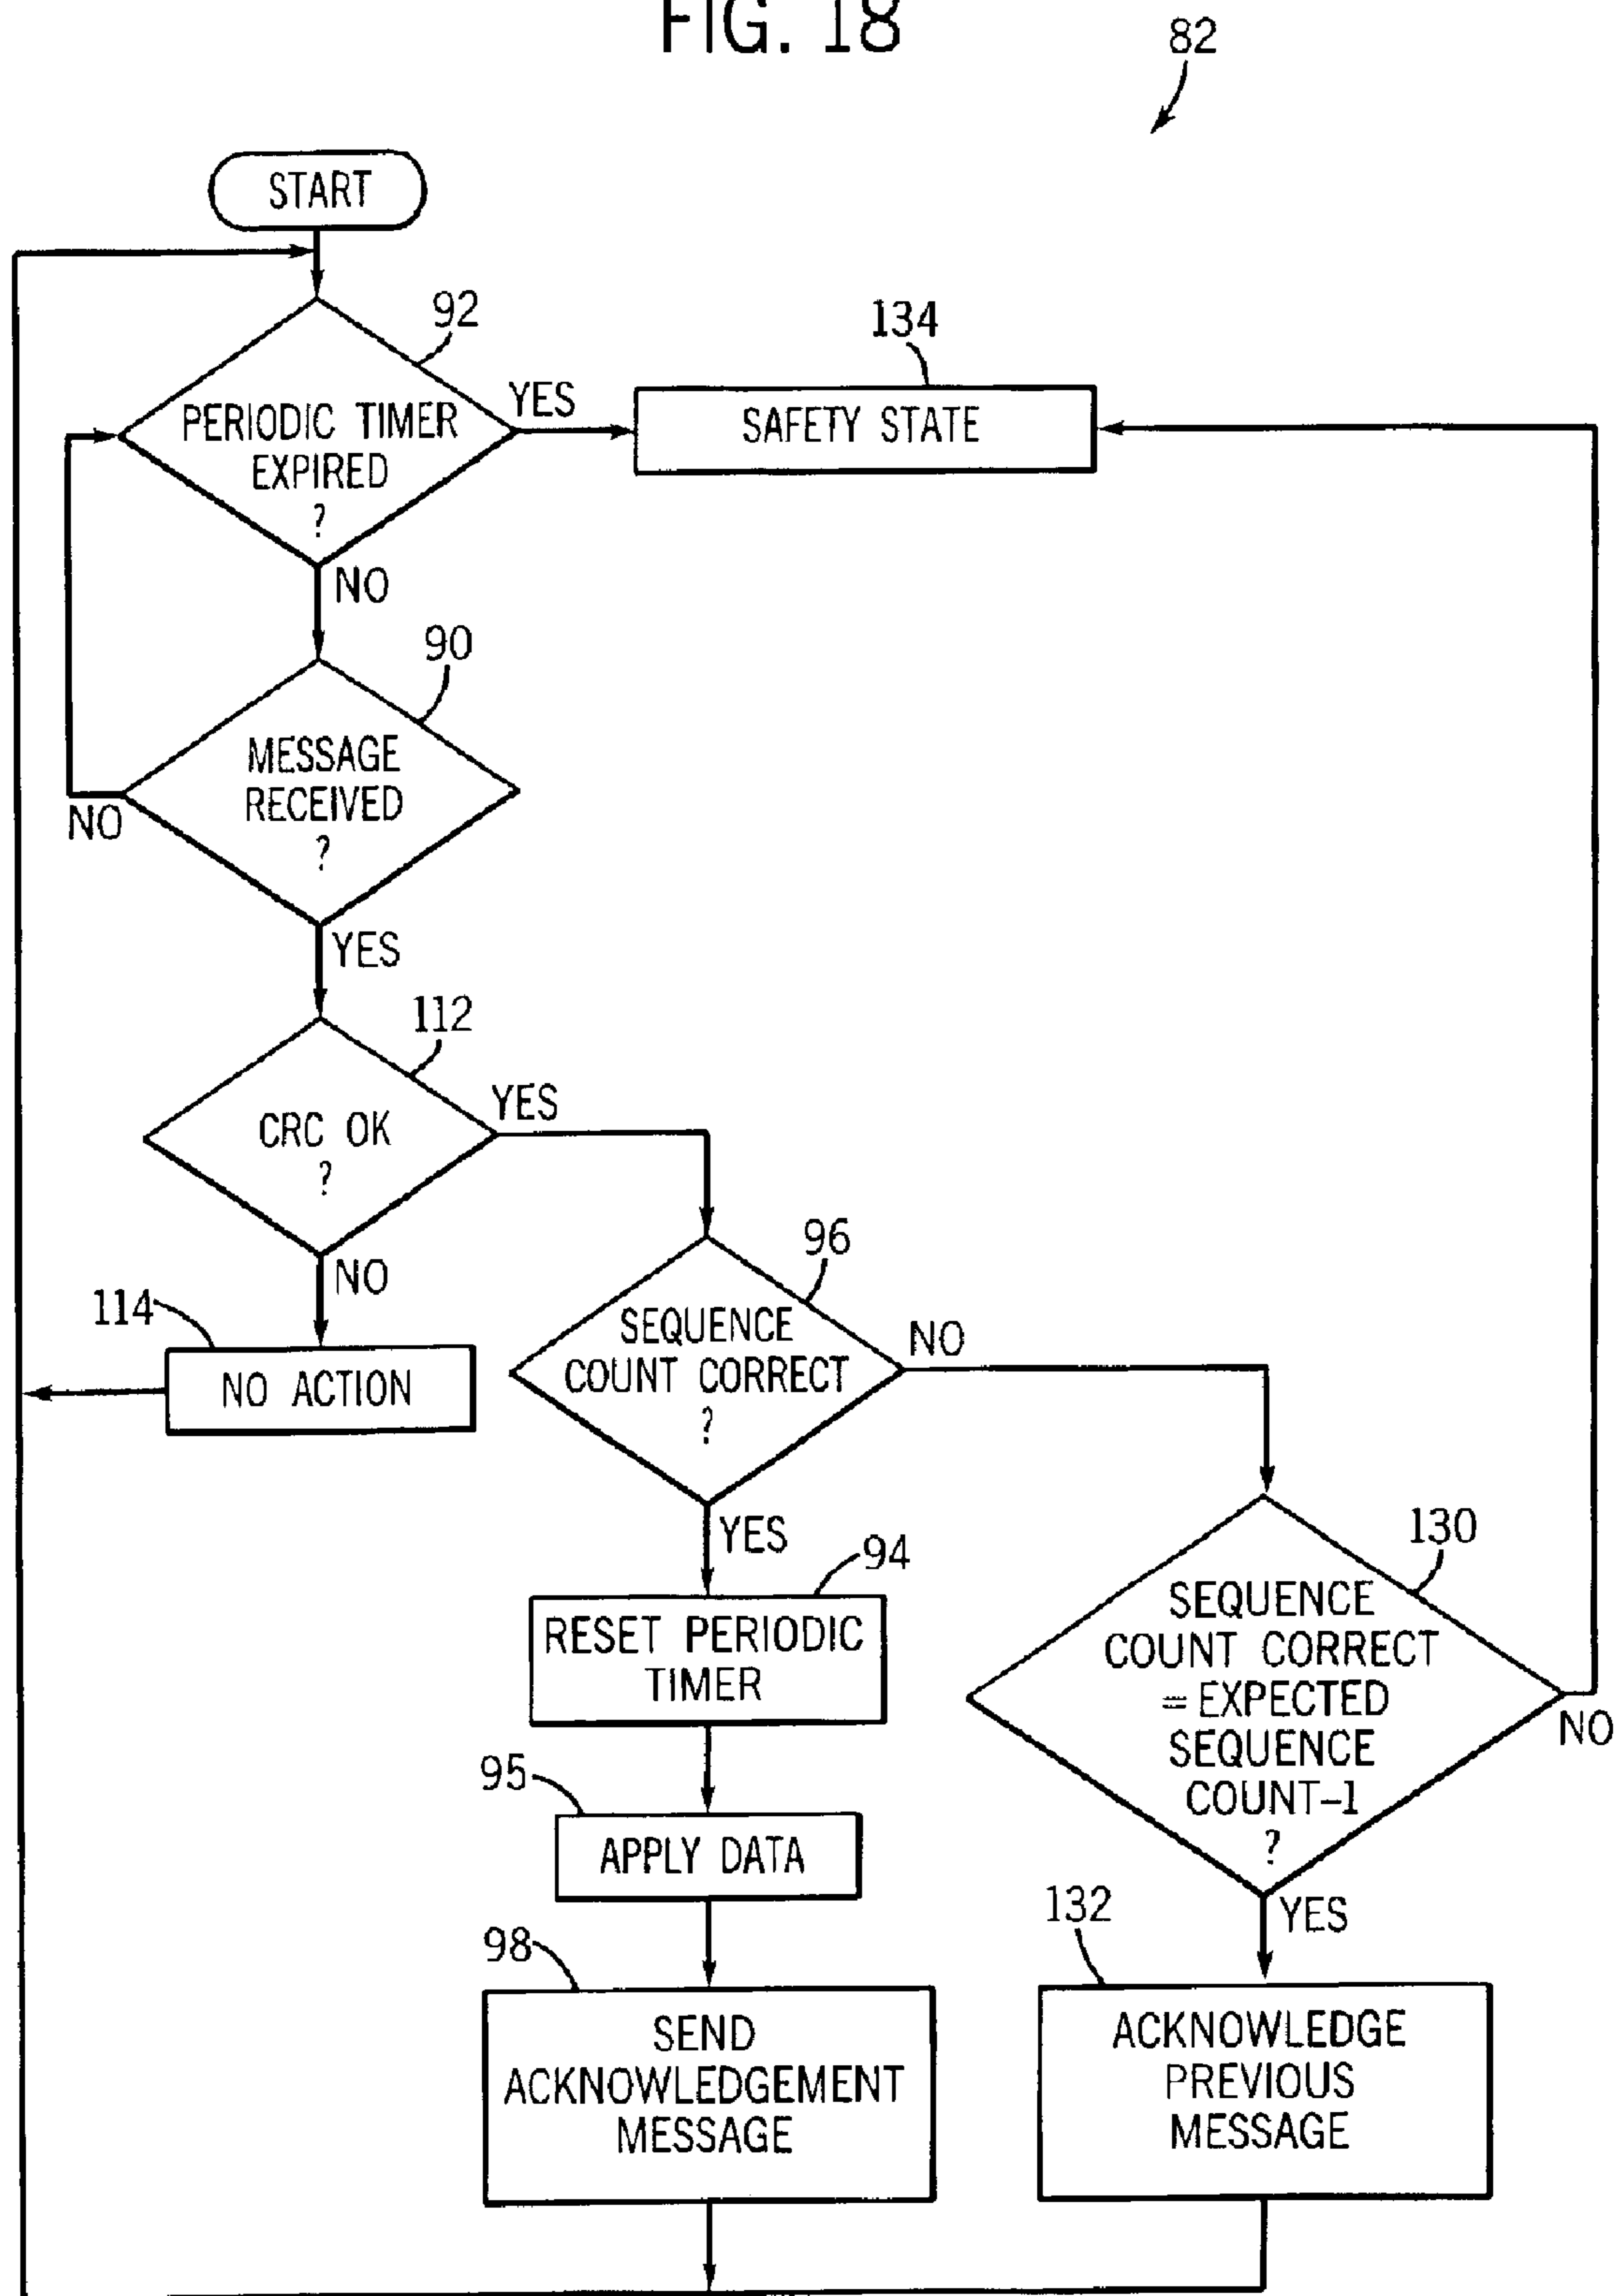 FIG. 18
82
START
92
PERIODIC TIMER
EXPIRED
?
YES
NO
134
SAFETY STATE
90
MESSAGE
RECEIVED
?
NO
YES
112
CRC OK
?
YES
NO
114
NO ACTION
96
SEQUENCE
COUNT CORRECT
?
NO
YES
94
RESET PERIODIC
TIMER
95
APPLY DATA
98
SEND
ACKNOWLEDGEMENT
MESSAGE
130
SEQUENCE
COUNT CORRECT
= EXPECTED
SEQUENCE
COUNT–1
?
NO
YES
132
ACKNOWLEDGE
PREVIOUS
MESSAGE